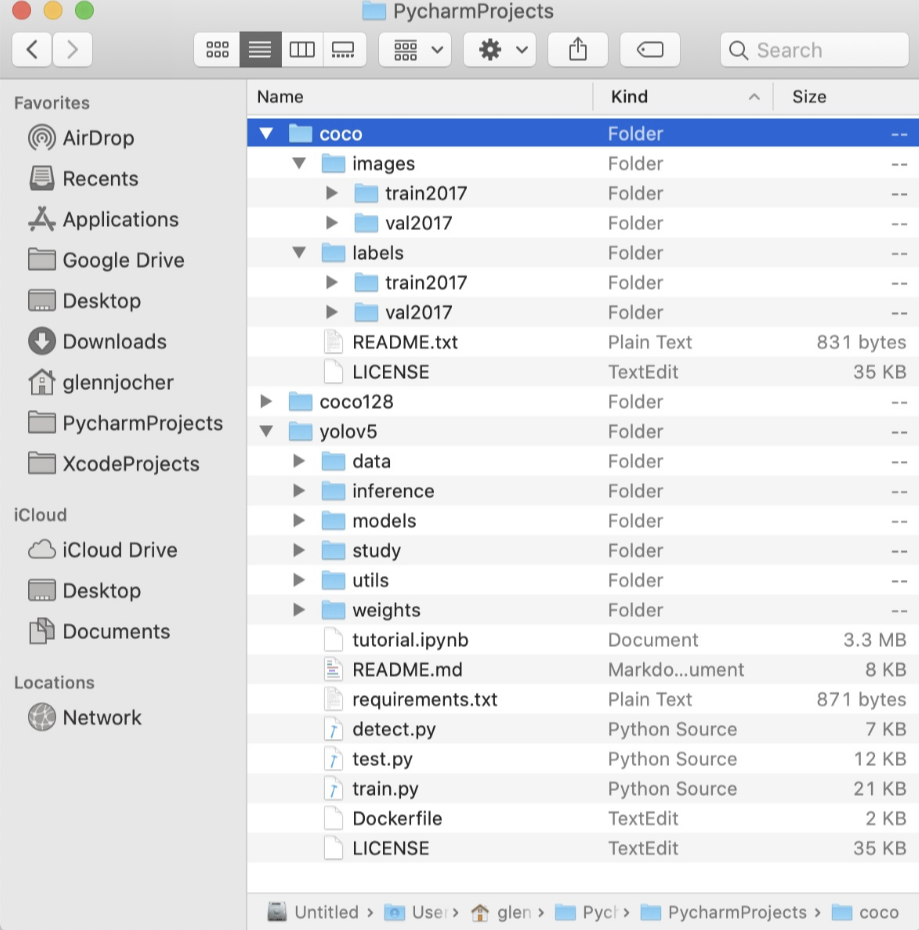 PycharmProjects
Search
Favorites
AirDrop
Recents
Applications
Google Drive
Desktop
Downloads
glennjocher
PycharmProjects
XcodeProjects
iCloud
iCloud Drive
Desktop
Documents
Locations
Network
Name Kind Size
coco Folder --
images Folder --
train2017 Folder --
val2017 Folder --
labels Folder --
train2017 Folder --
val2017 Folder --
README.txt Plain Text 831 bytes
LICENSE TextEdit 35 KB
coco128 Folder --
yolov5 Folder --
data Folder --
inference Folder --
models Folder --
study Folder --
utils Folder --
weights Folder --
tutorial.ipynb Document 3.3 MB
README.md Markdo...ument 8 KB
requirements.txt Plain Text 871 bytes
detect.py Python Source 7 KB
test.py Python Source 12 KB
train.py Python Source 21 KB
Dockerfile TextEdit 2 KB
LICENSE TextEdit 35 KB
Untitled › User › glen › Pych › PycharmProjects › coco